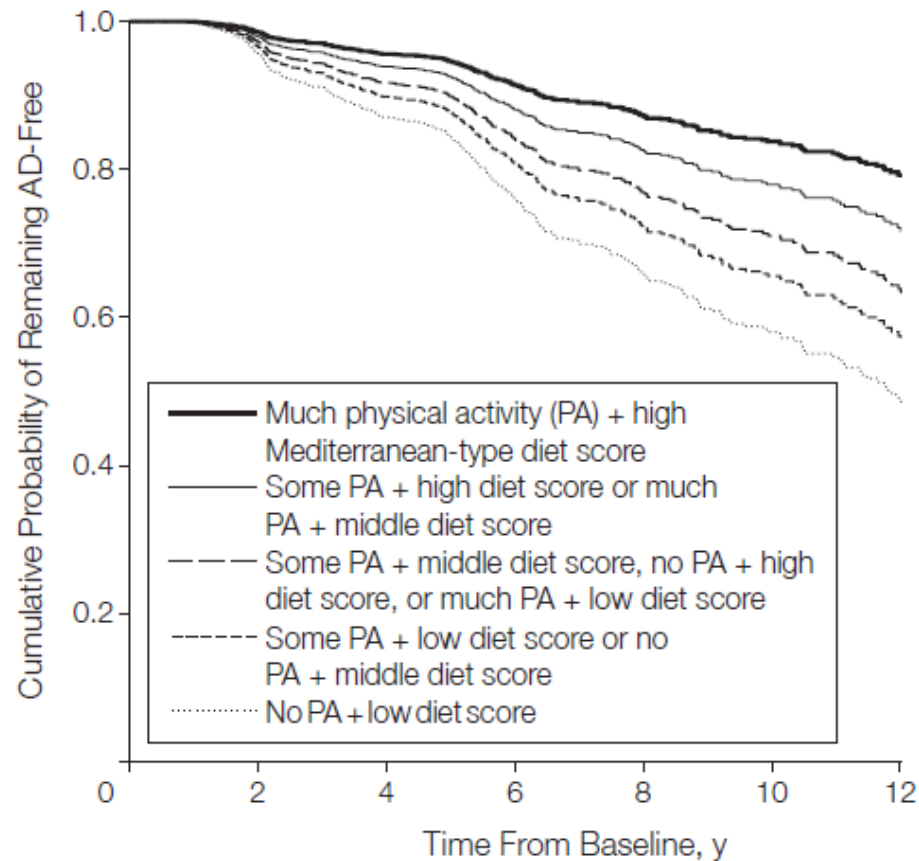 Cumulative Probability of Remaining AD-Free
1.0
0.8
0.6
0.4
0.2
0
Much physical activity (PA) + high
Mediterranean-type diet score
Some PA + high diet score or much
PA + middle diet score
Some PA + middle diet score, no PA + high
diet score, or much PA + low diet score
Some PA + low diet score or no
PA + middle diet score
No PA + low diet score
2 4 6 8 10 12
Time From Baseline, y